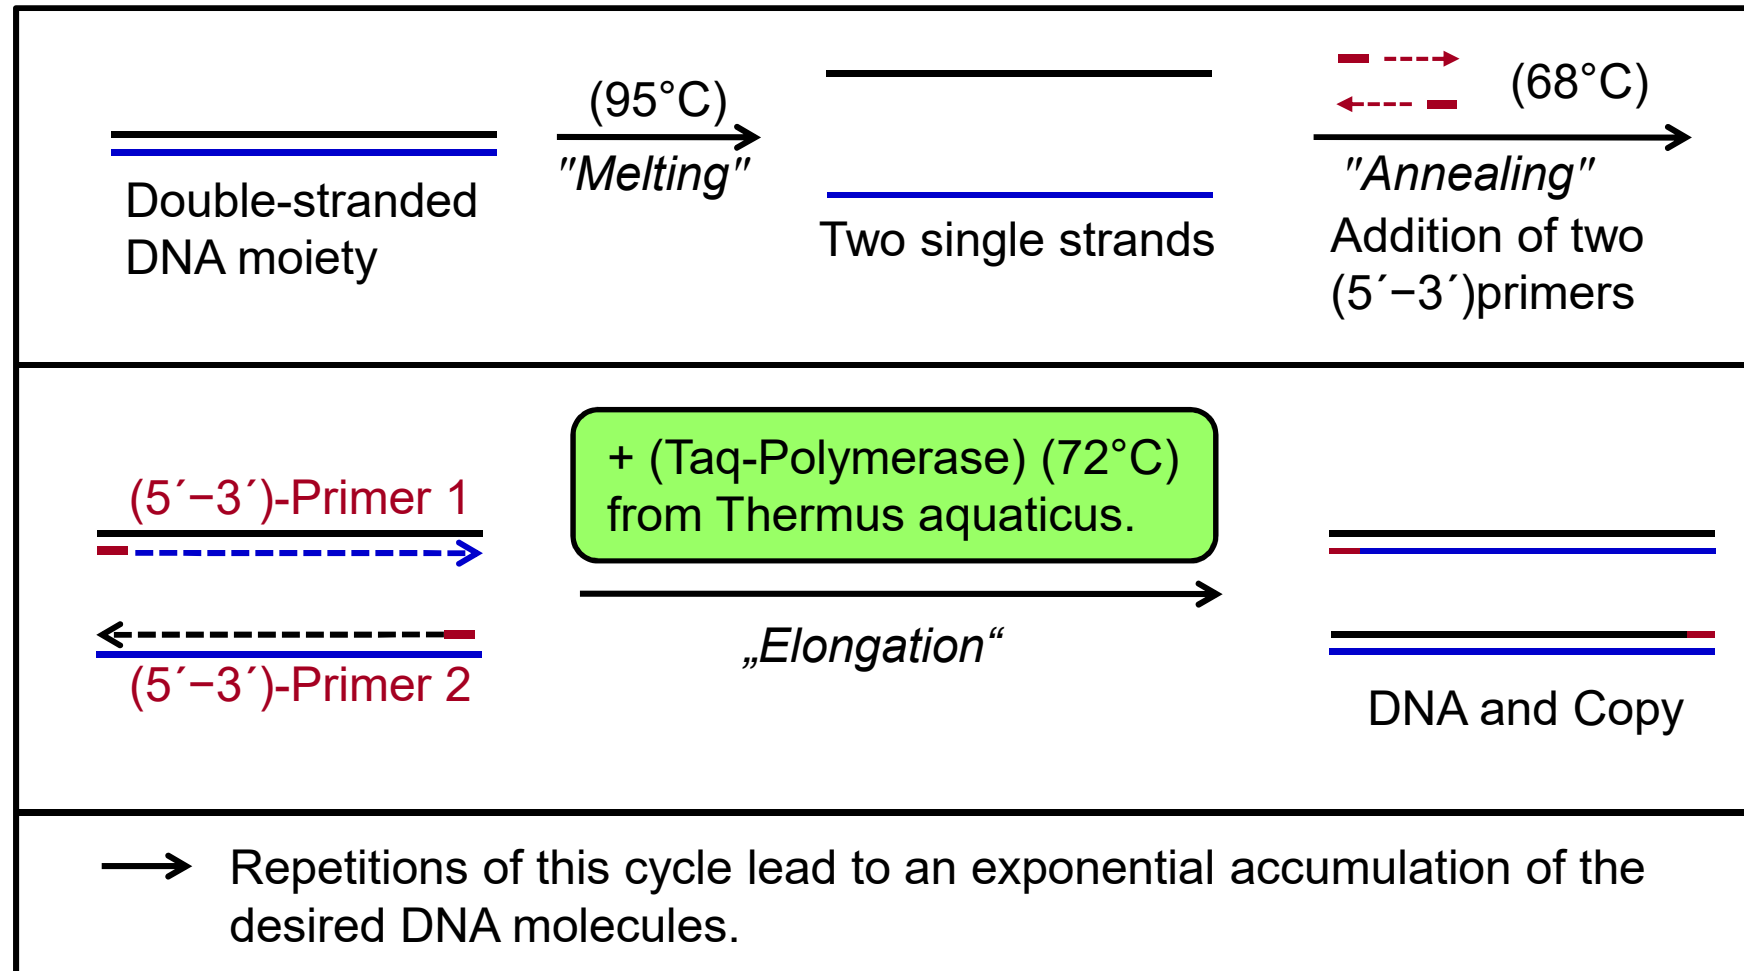 (95°C)
"Melting"
Double-stranded
DNA moiety
Two single strands
(68°C)
"Annealing"
Addition of two
(5´−3´)primers
(5´−3´)-Primer 1
(5´−3´)-Primer 2
+ (Taq-Polymerase) (72°C)
from Thermus aquaticus.
„Elongation“
DNA and Copy
Repetitions of this cycle lead to an exponential accumulation of the
desired DNA molecules.